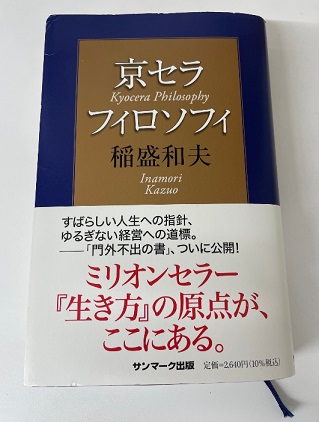 京セラ
Kyocera Philosophy
フィロソフィ
稲盛和夫
Inamori
Kazuo
すばらしい人生への指針、
ゆるぎない経営への道標。
――「門外不出の書」、ついに公開！
ミリオンセラー
『生き方』の原点が、
ここにある。
サンマーク出版 定価=2,640円（10%税込）